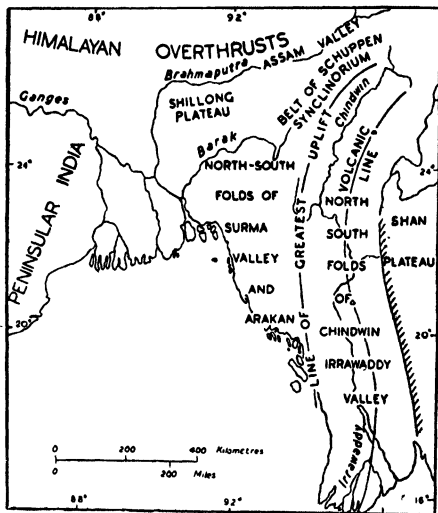 88° 92°
HIMALAYAN OVERTHRUSTS
Brahmaputra ASSAM VALLEY
Ganges
SHILLONG
PLATEAU
BELT OF SCHUPPEN
SYNCLINORIUM
Chindwin
Barak
UPLIFT
VOLCANIC
LINE
24° 24°
NORTH-SOUTH
FOLDS OF
SURMA
VALLEY
AND
ARAKAN
PENINSULAR INDIA
LINE OF GREATEST
NORTH
SOUTH
FOLDS
OF
CHINDWIN
IRRAWADDY
VALLEY
SHAN
PLATEAU
20° 20°
Irrawaddy
0 200 400 Kilometres
0 200 Miles
88° 92° 16°